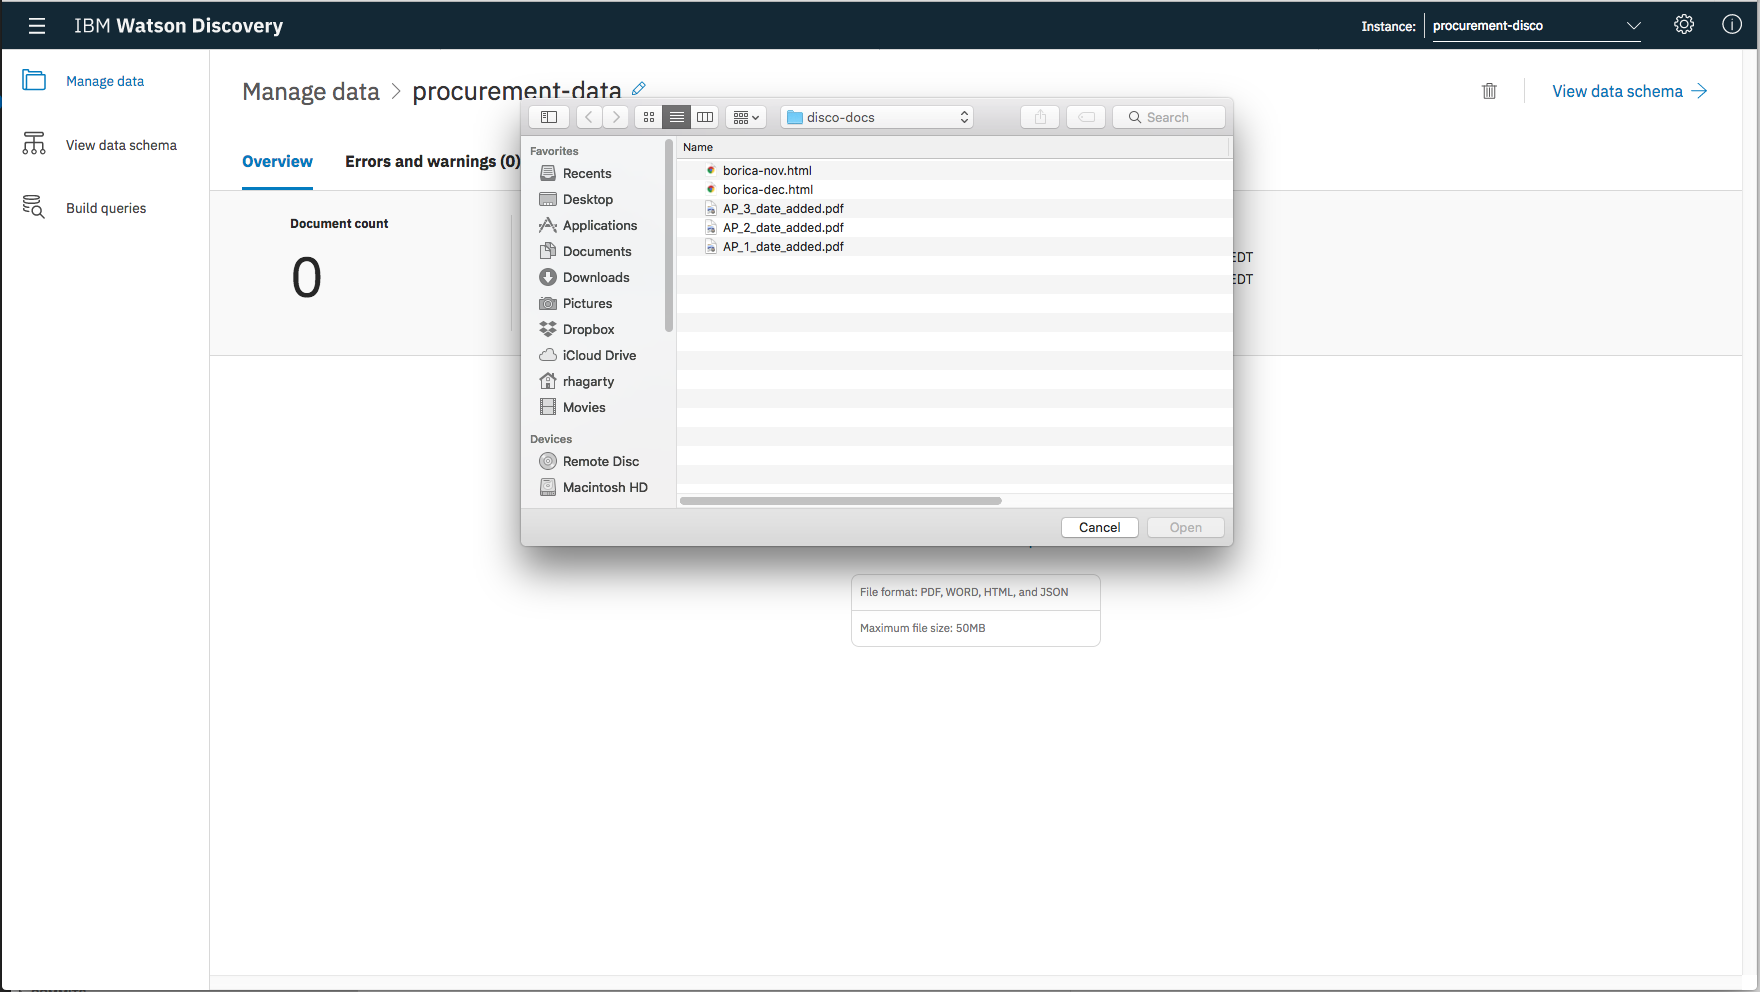 IBM Watson Discovery
Instance: procurement-disco
Manage data
View data schema
Build queries
Manage data > procurement-data
View data schema
Overview
Errors and warnings (0)
Document count
0
EDT
EDT
disco-docs
Search
Favorites
Recents
Desktop
Applications
Documents
Downloads
Pictures
Dropbox
iCloud Drive
rhagarty
Movies
Devices
Remote Disc
Macintosh HD
Name
borica-nov.html
borica-dec.html
AP_3_date_added.pdf
AP_2_date_added.pdf
AP_1_date_added.pdf
Cancel
Open
File format: PDF, WORD, HTML, and JSON
Maximum file size: 50MB